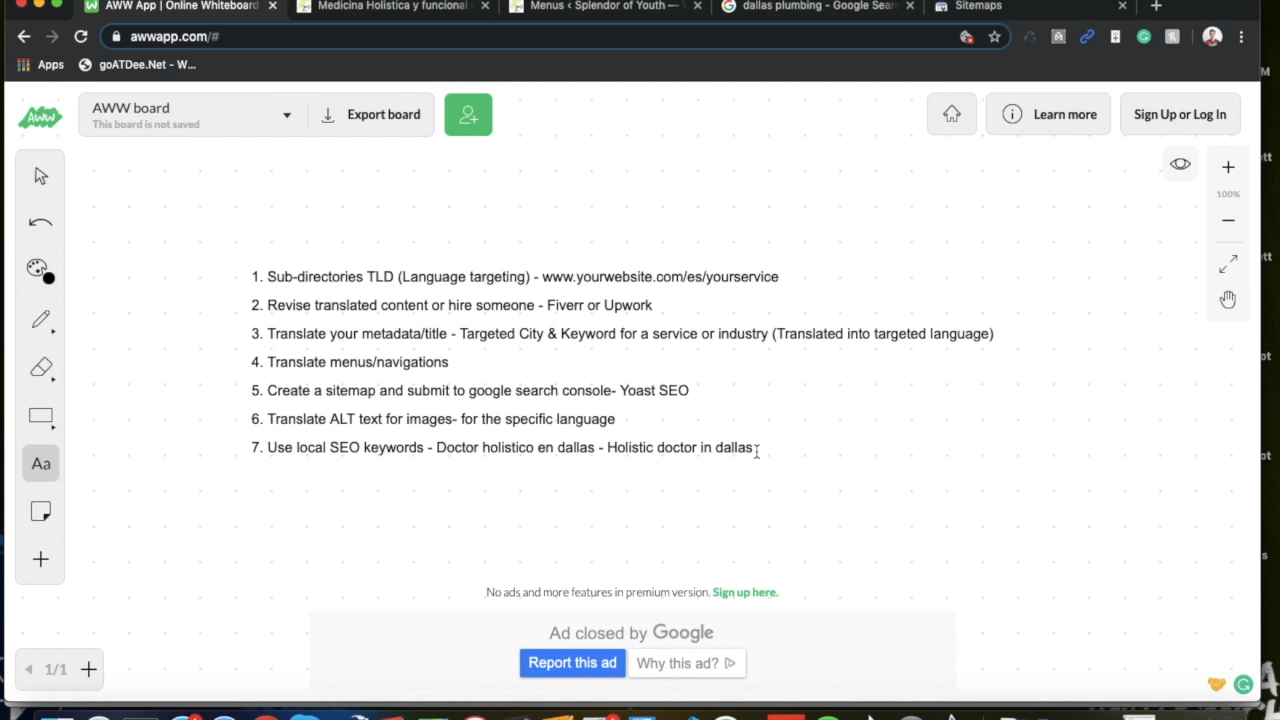 AWW App | Online Whiteboard
Medicina Holistica y funcional
Menus ‹ Splendor of Youth —
dallas plumbing - Google Sear
Sitemaps
awwapp.com/#
Apps
goATDee.Net - W...
AWW
AWW board
This board is not saved
Export board
Learn more
Sign Up or Log In
100%
1. Sub-directories TLD (Language targeting) - www.yourwebsite.com/es/yourservice
2. Revise translated content or hire someone - Fiverr or Upwork
3. Translate your metadata/title - Targeted City & Keyword for a service or industry (Translated into targeted language)
4. Translate menus/navigations
5. Create a sitemap and submit to google search console- Yoast SEO
6. Translate ALT text for images- for the specific language
7. Use local SEO keywords - Doctor holistico en dallas - Holistic doctor in dallas
Aa
No ads and more features in premium version. Sign up here.
Ad closed by Google
Report this ad
Why this ad?
1/1